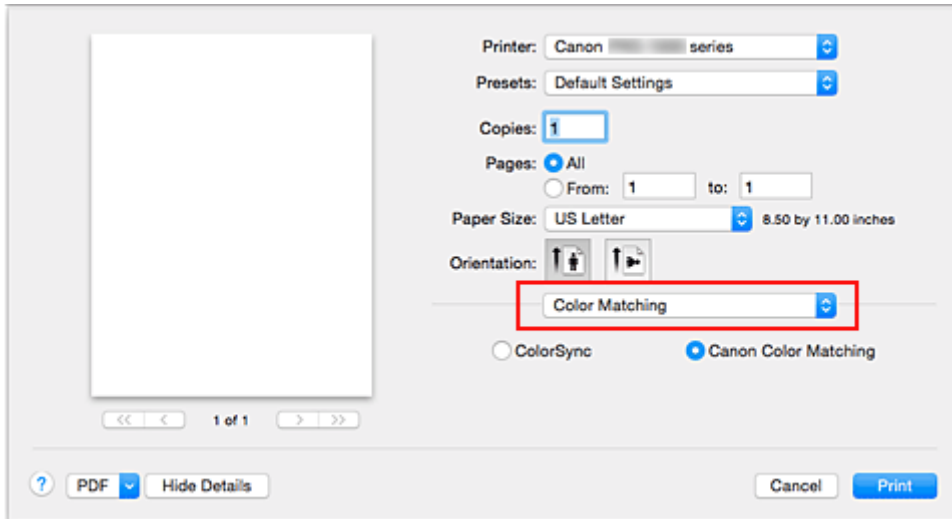 Printer: Canon series
Presets: Default Settings
Copies: 1
Pages: All
From: 1 to: 1
Paper Size: US Letter 8.50 by 11.00 inches
Orientation:
Color Matching
ColorSync Canon Color Matching
<< < 1 of 1 > >>
? PDF Hide Details Cancel Print